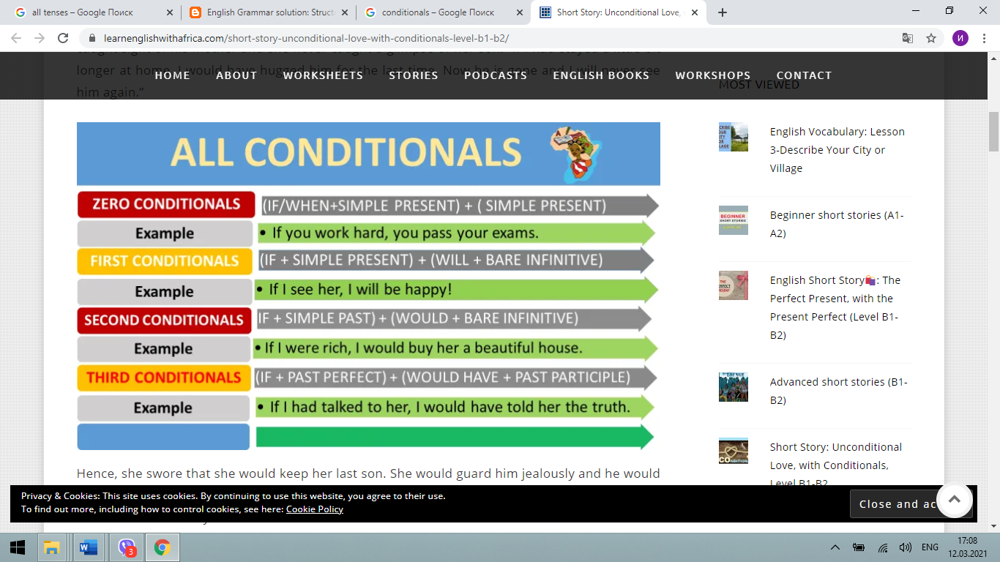 all tenses – Google Поиск
English Grammar solution: Struct
conditionals – Google Поиск
Short Story: Unconditional Love,
learnenglishwithafrica.com/short-story-unconditional-love-with-conditionals-level-b1-b2/
И
longer at home, I would have hugged him for the last time. Now he is gone and I will never see
him again.”
HOME ABOUT WORKSHEETS STORIES PODCASTS ENGLISH BOOKS WORKSHOPS CONTACT
MOST VIEWED
ALL CONDITIONALS
ZERO CONDITIONALS (IF/WHEN+SIMPLE PRESENT) + ( SIMPLE PRESENT)
Example • If you work hard, you pass your exams.
FIRST CONDITIONALS (IF + SIMPLE PRESENT) + (WILL + BARE INFINITIVE)
Example • If I see her, I will be happy!
SECOND CONDITIONALS IF + SIMPLE PAST) + (WOULD + BARE INFINITIVE)
Example • If I were rich, I would buy her a beautiful house.
THIRD CONDITIONALS (IF + PAST PERFECT) + (WOULD HAVE + PAST PARTICIPLE)
Example • If I had talked to her, I would have told her the truth.
Hence, she swore that she would keep her last son. She would guard him jealously and he would
English Vocabulary: Lesson
3-Describe Your City or
Village
BEGINNER
SHORT STORIES
Beginner short stories (A1-
A2)
English Short Story🛍: The
Perfect Present, with the
Present Perfect (Level B1-
B2)
Advanced short stories (B1-
B2)
Short Story: Unconditional
Love, with Conditionals,
Level B1-B2
Privacy & Cookies: This site uses cookies. By continuing to use this website, you agree to their use.
To find out more, including how to control cookies, see here: Cookie Policy
Close and ac
3
ENG
17:08
12.03.2021